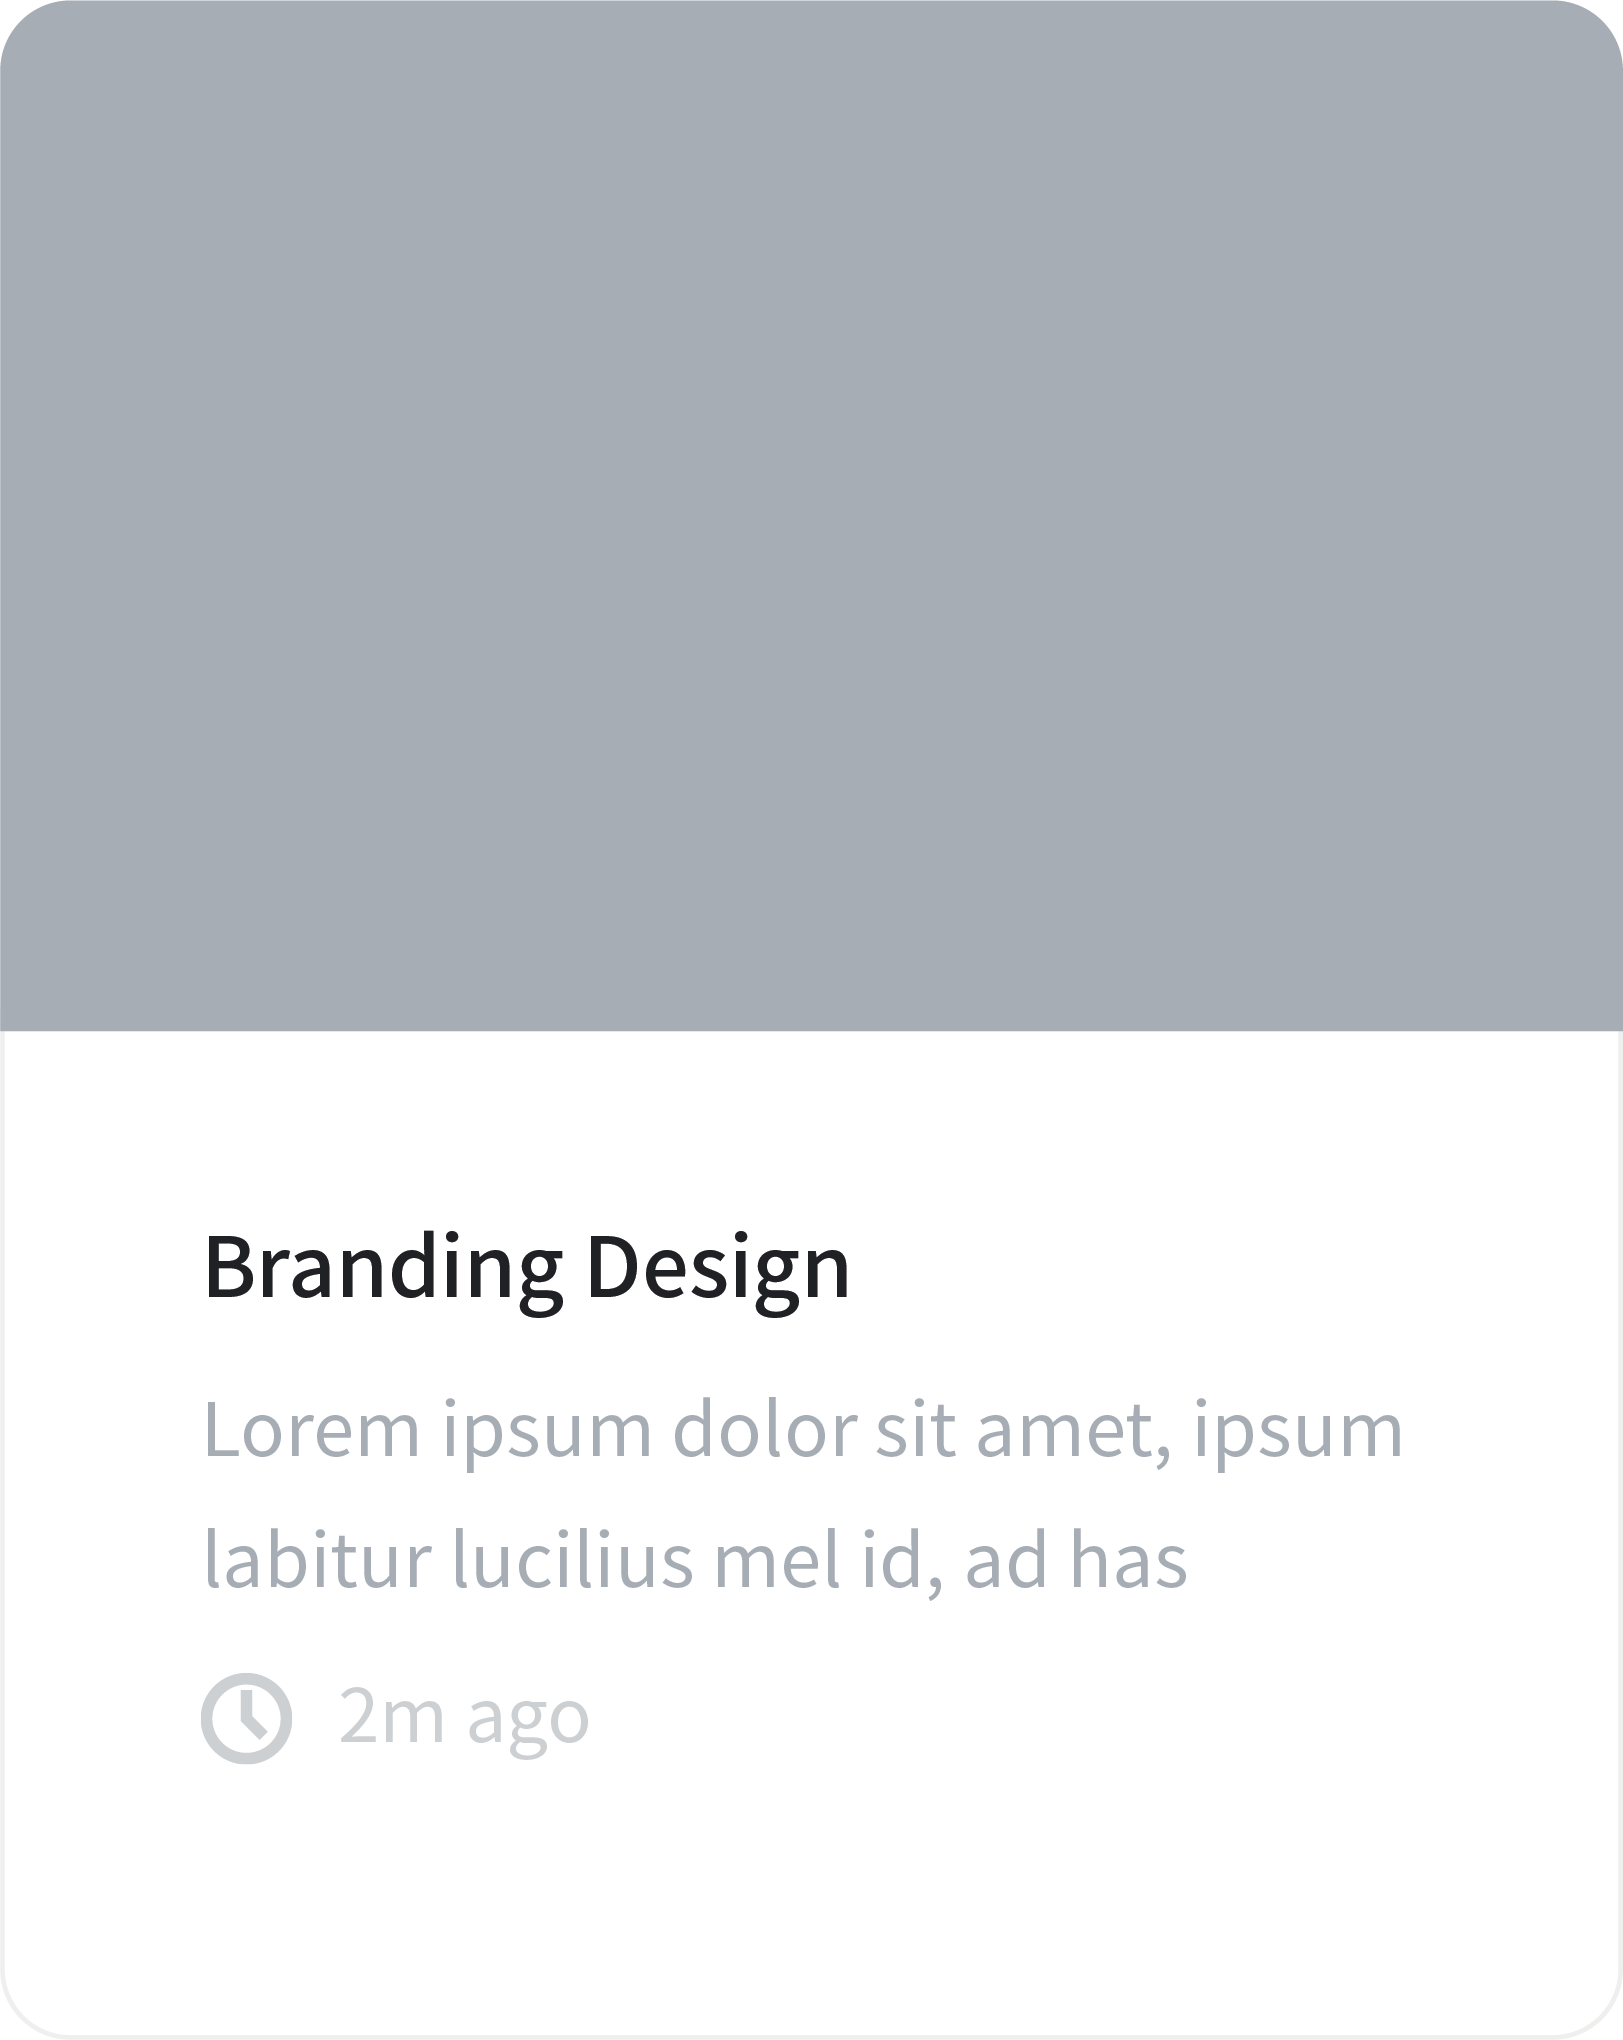 Branding Design
Lorem ipsum dolor sit amet, ipsum
labitur lucilius mel id, ad has
2m ago